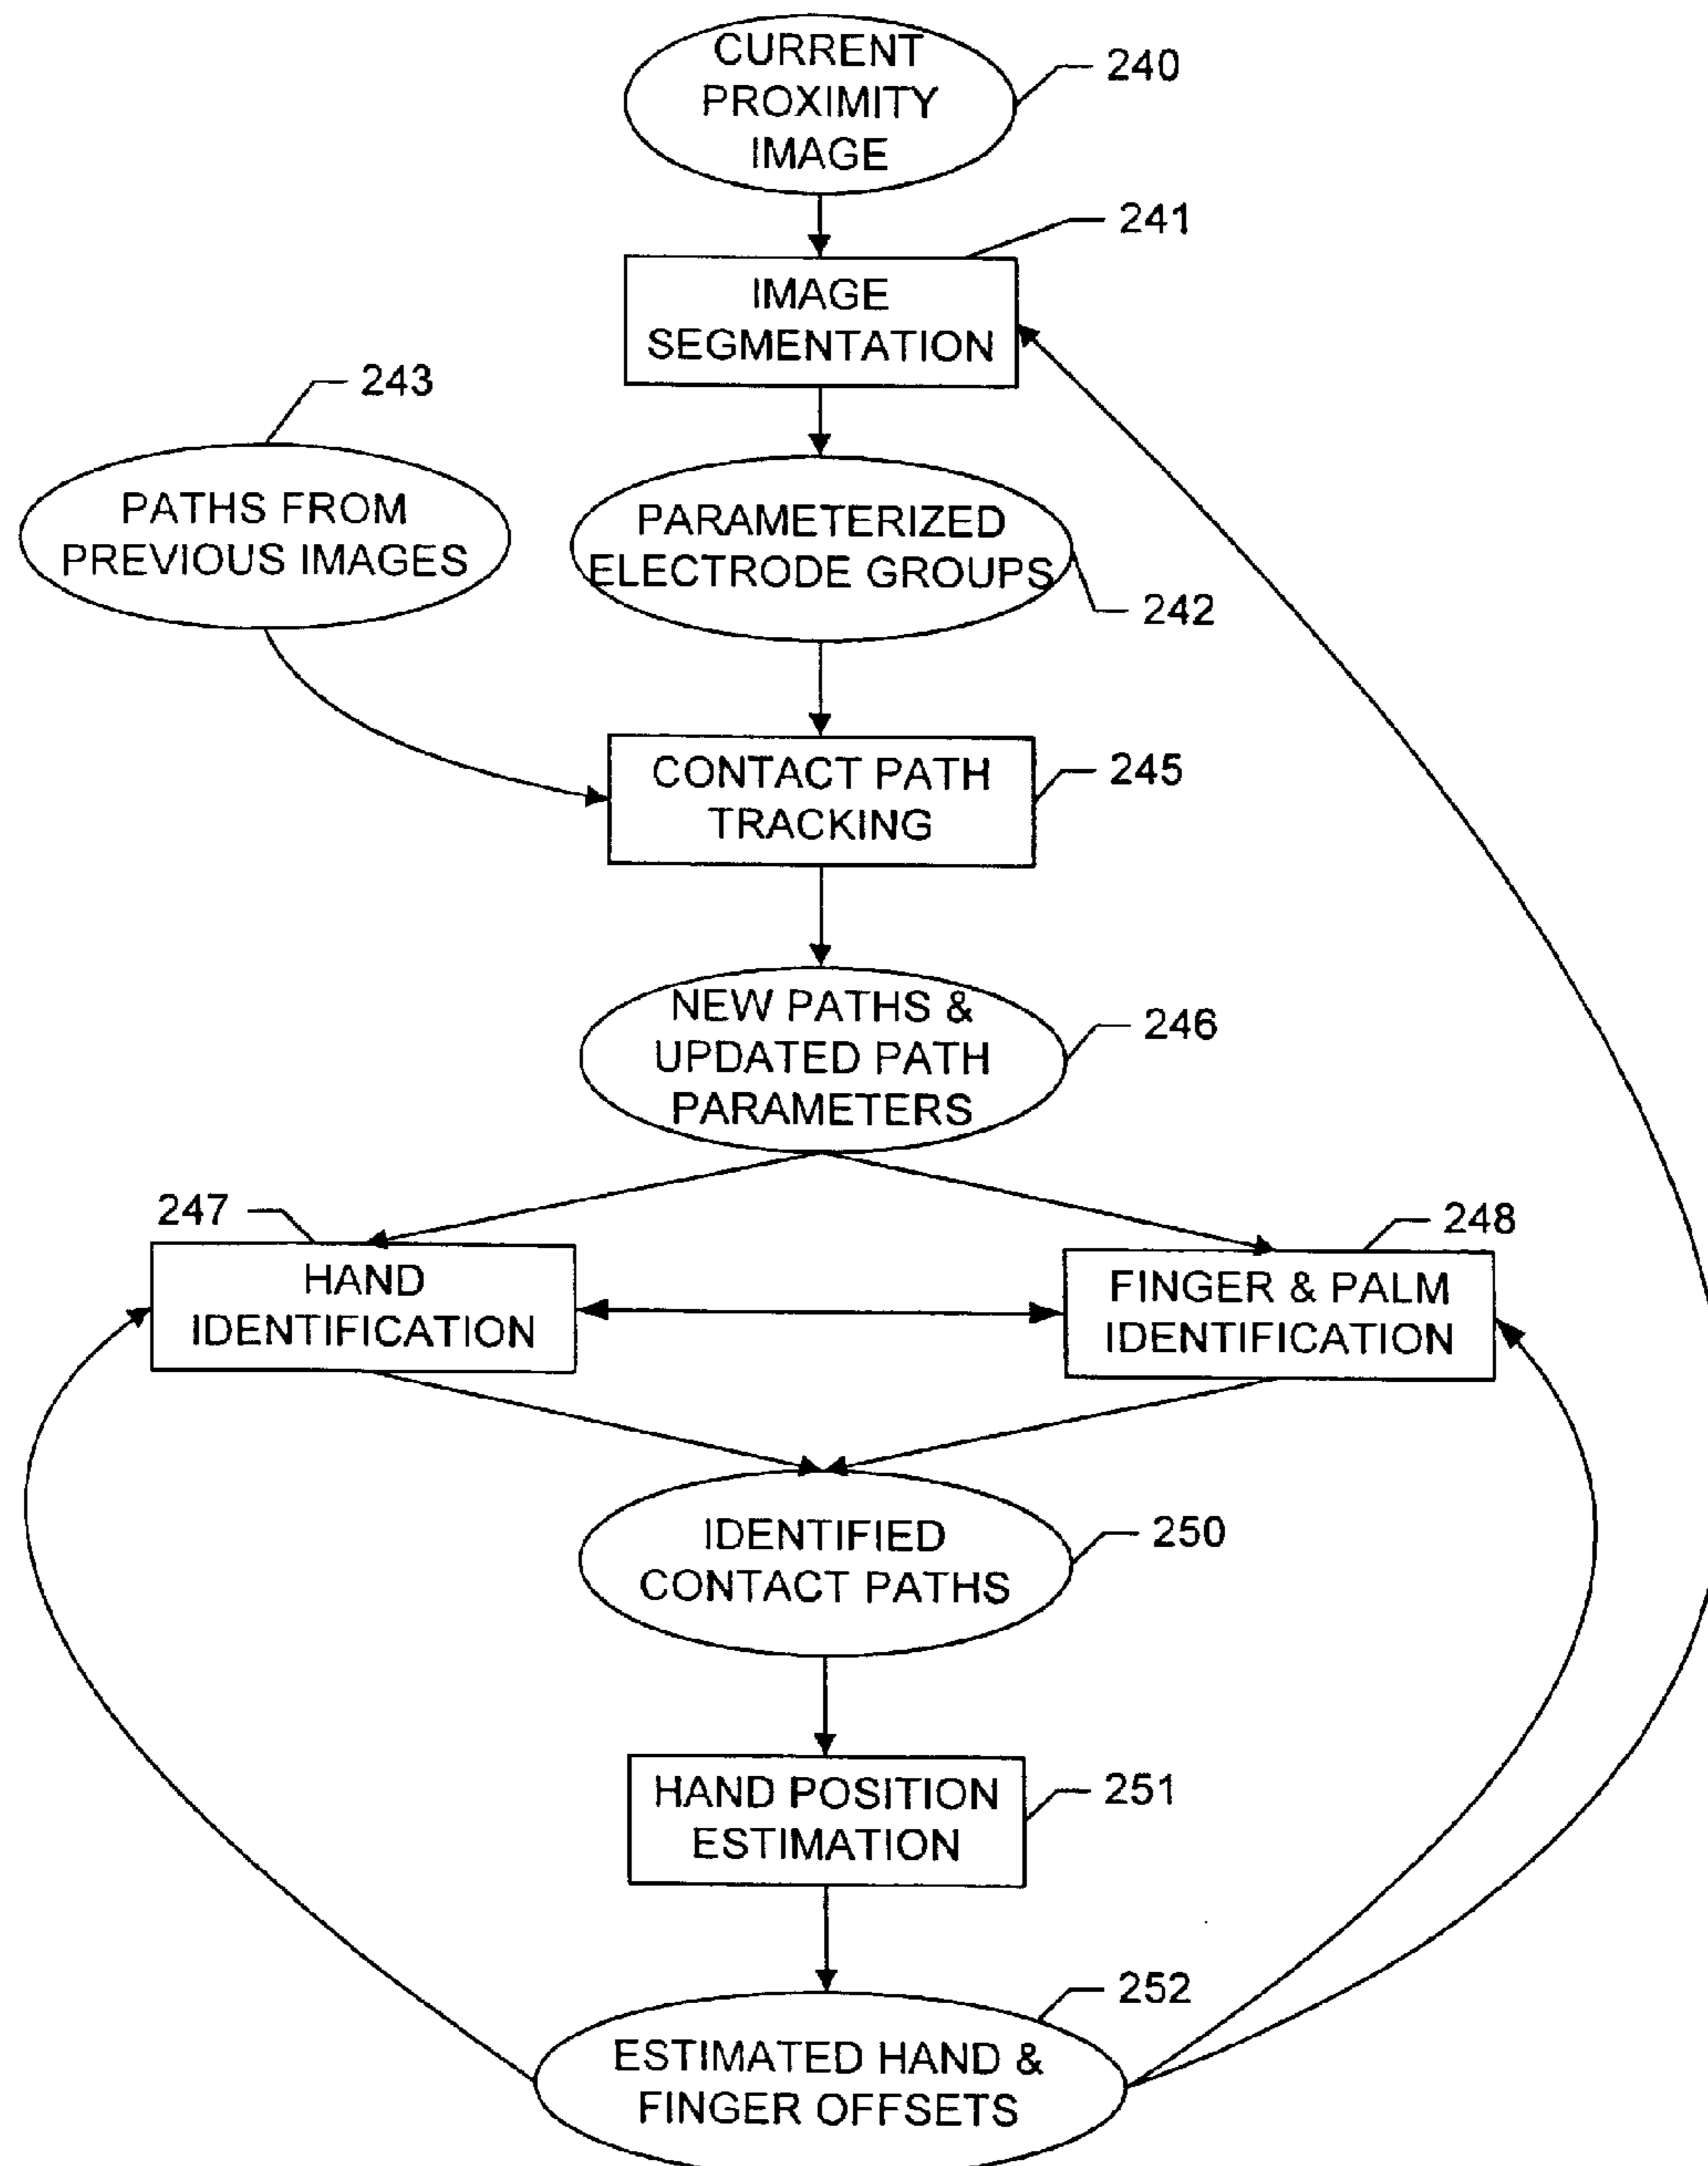 CURRENT
PROXIMITY
IMAGE
240
241
IMAGE
SEGMENTATION
243
PATHS FROM
PREVIOUS IMAGES
PARAMETERIZED
ELECTRODE GROUPS
242
CONTACT PATH
TRACKING
245
NEW PATHS &
UPDATED PATH
PARAMETERS
246
247
HAND
IDENTIFICATION
248
FINGER & PALM
IDENTIFICATION
IDENTIFIED
CONTACT PATHS
250
HAND POSITION
ESTIMATION
251
252
ESTIMATED HAND &
FINGER OFFSETS